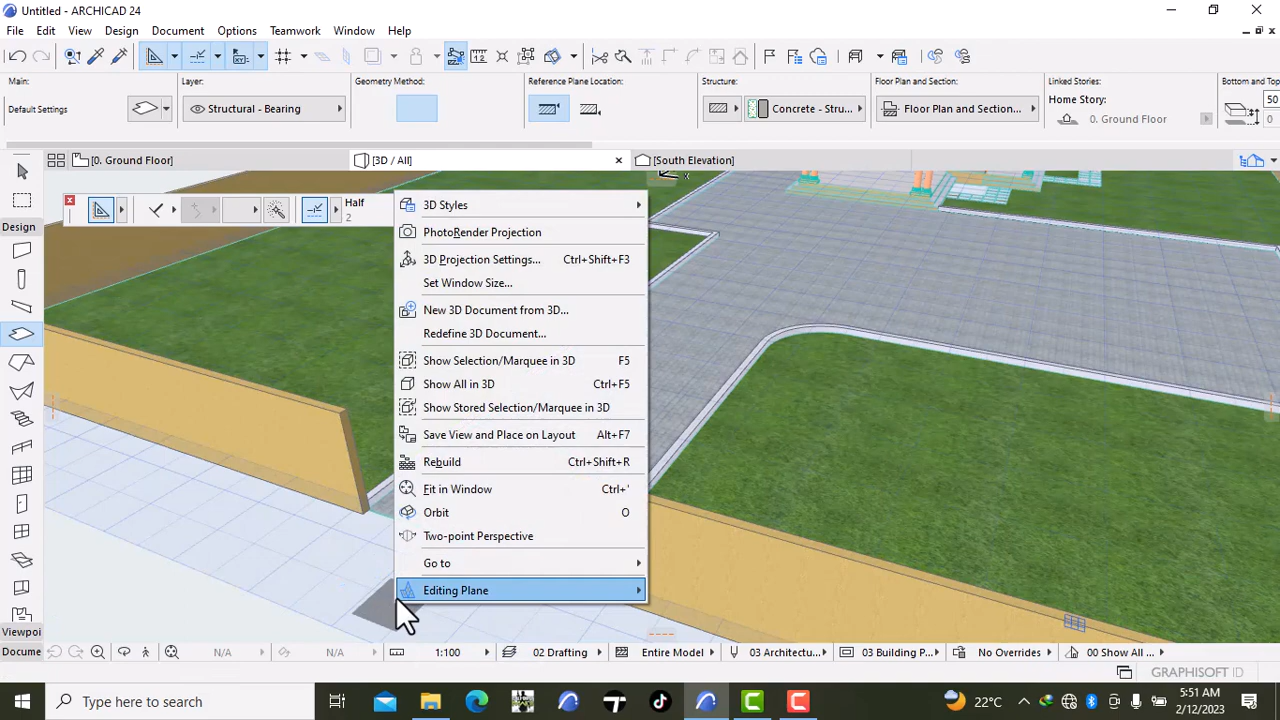 Untitled - ARCHICAD 24
File Edit View Design Document Options Teamwork Window Help
Main:
Default Settings
Layer:
Structural - Bearing
Geometry Method:
Reference Plane Location:
Structure:
Concrete - Stru...
Floor Plan and Section:
Floor Plan and Section...
Linked Stories:
Home Story:
0. Ground Floor
Bottom and Top
50
0
[0. Ground Floor]
[3D / All]
[South Elevation]
Half
2
Design
3D Styles
PhotoRender Projection
3D Projection Settings... Ctrl+Shift+F3
Set Window Size...
New 3D Document from 3D...
Redefine 3D Document...
Show Selection/Marquee in 3D F5
Show All in 3D Ctrl+F5
Show Stored Selection/Marquee in 3D
Save View and Place on Layout Alt+F7
Rebuild Ctrl+Shift+R
Fit in Window Ctrl+'
Orbit O
Two-point Perspective
Go to
Editing Plane
Viewpoi
Docume
N/A
N/A
1:100
02 Drafting
Entire Model
03 Architectu...
03 Building P...
No Overrides
00 Show All ...
GRAPHISOFT ID
Type here to search
22°C
5:51 AM
2/12/2023